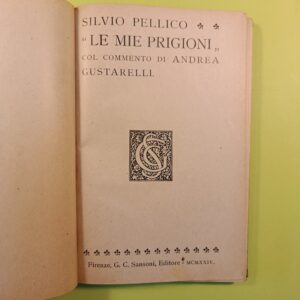 SILVIO PELLICO
"LE MIE PRIGIONI„
COL COMMENTO DI ANDREA
GUSTARELLI.
Firenze, G. C. Sansoni, Editore MCMXXIV.